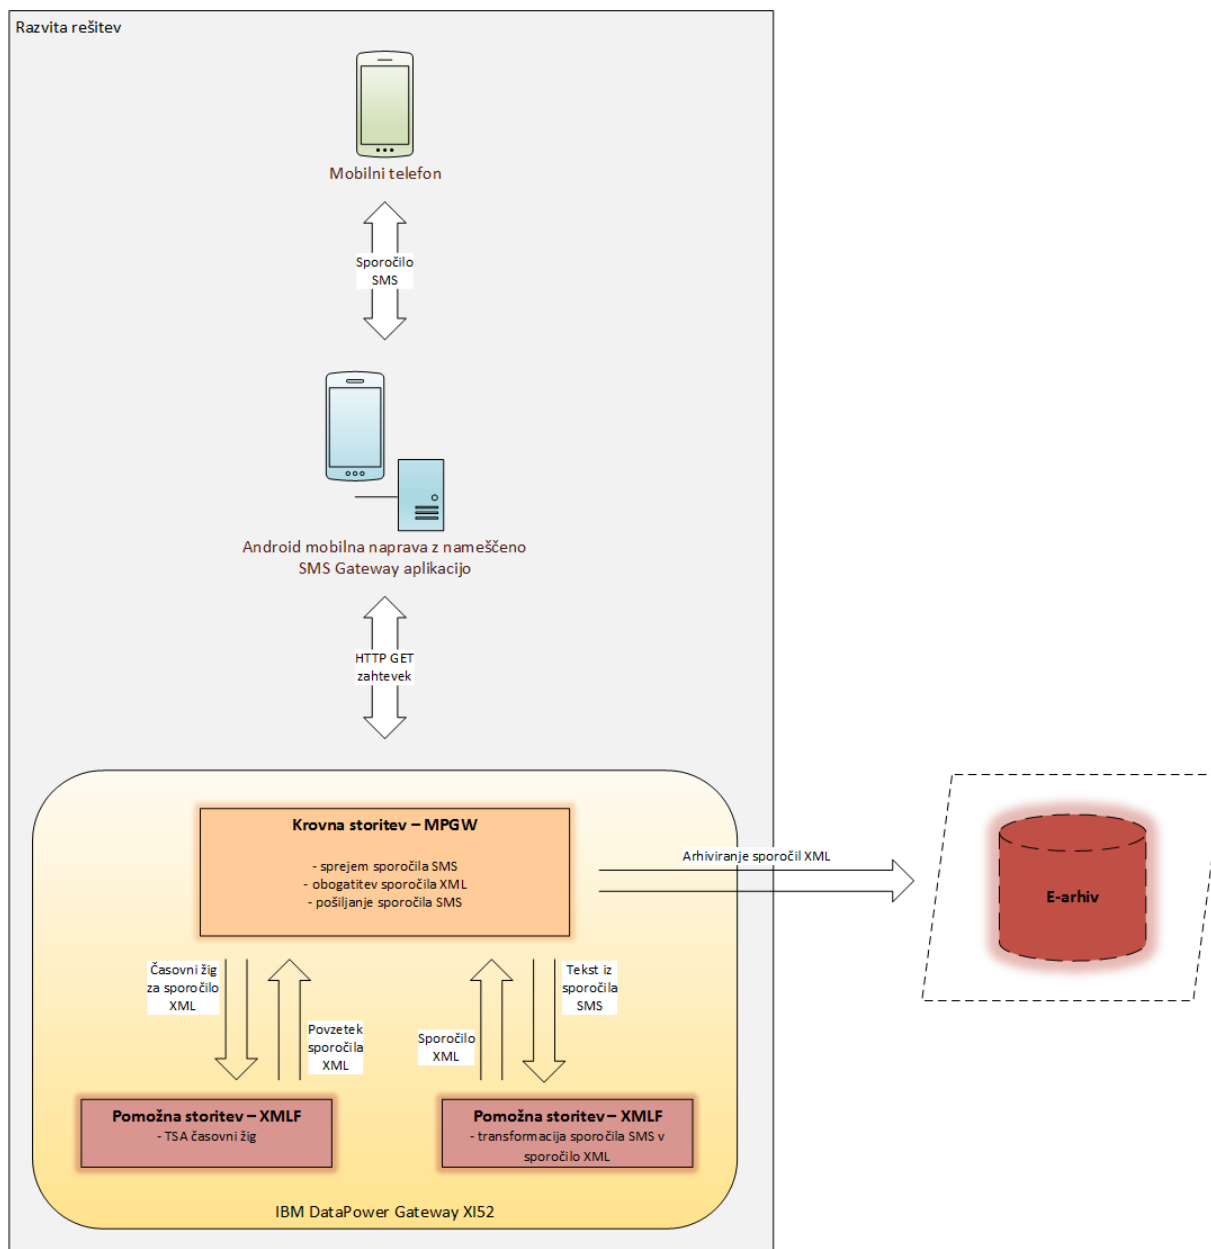 Razvita rešitev
Mobilni telefon
Sporočilo
SMS
Android mobilna naprava z nameščeno
SMS Gateway aplikacijo
HTTP GET
zahtevek
Krovna storitev – MPGW
- sprejem sporočila SMS
- obogatitev sporočila XML
- pošiljanje sporočila SMS
Arhiviranje sporočil XML
E-arhiv
Časovni žig
za sporočilo
XML
Povzetek
sporočila
XML
Sporočilo
XML
Tekst iz
sporočila
SMS
Pomožna storitev – XMLF
- TSA časovni žig
Pomožna storitev – XMLF
- transformacija sporočila SMS v
sporočilo XML
IBM DataPower Gateway XI52